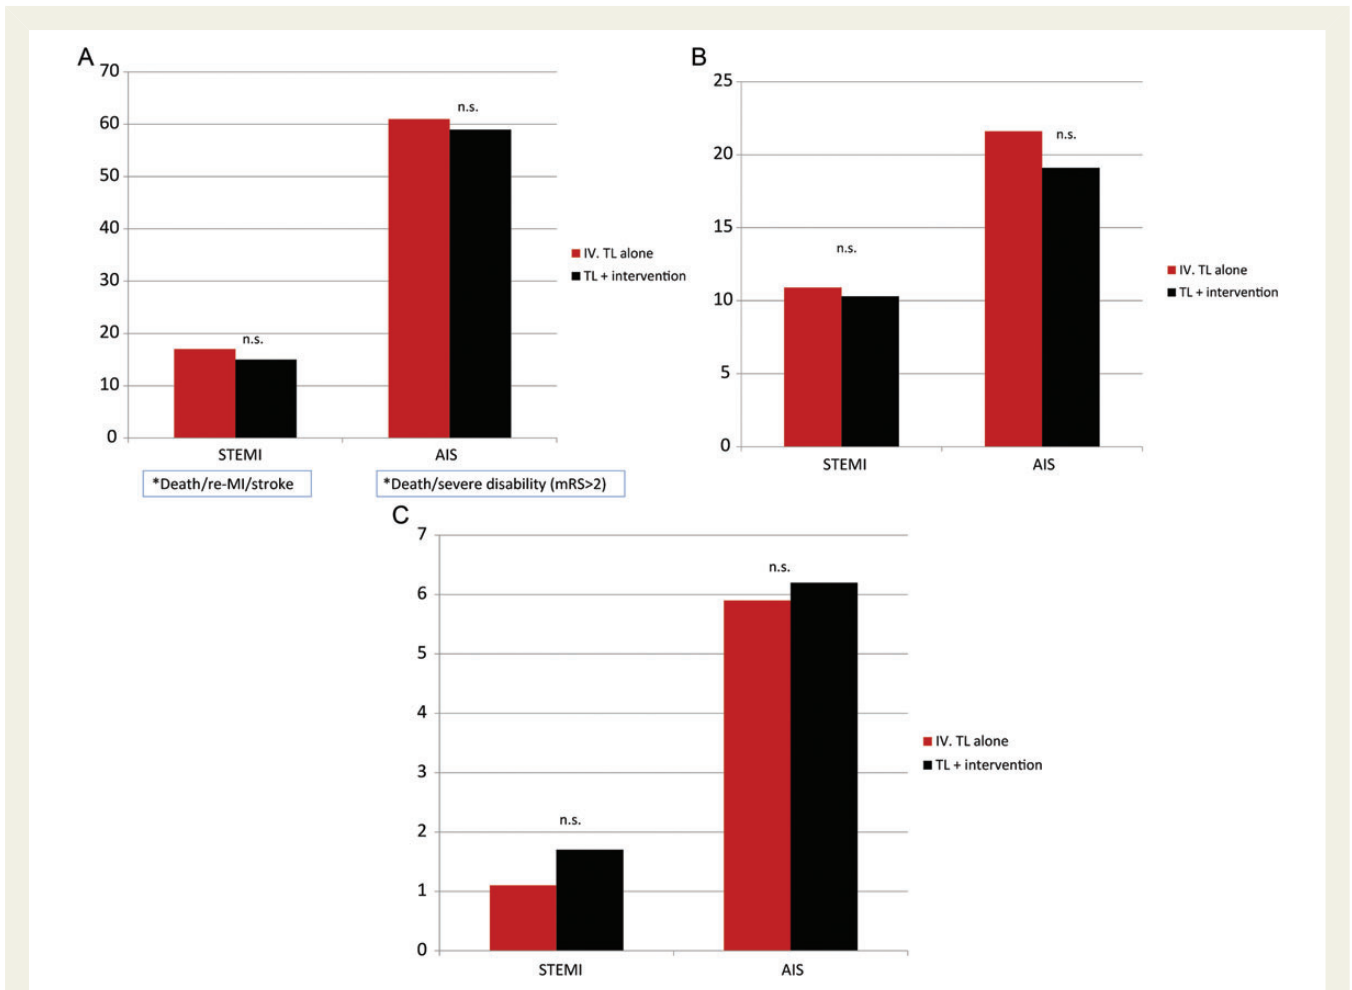 A
70
60
50
40
30
20
10
0
n.s.
n.s.
STEMI
AIS
*Death/re-MI/stroke
*Death/severe disability (mRS>2)
IV. TL alone
TL + intervention
B
25
20
15
10
5
0
n.s.
n.s.
STEMI
AIS
IV. TL alone
TL + intervention
C
7
6
5
4
3
2
1
0
n.s.
n.s.
STEMI
AIS
IV. TL alone
TL + intervention